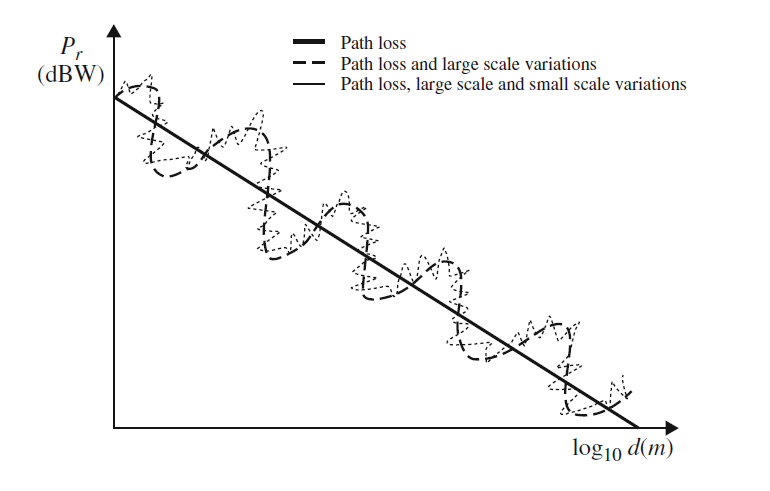 P_r
(dBW)
Path loss
Path loss and large scale variations
Path loss, large scale and small scale variations
log₁₀ d(m)